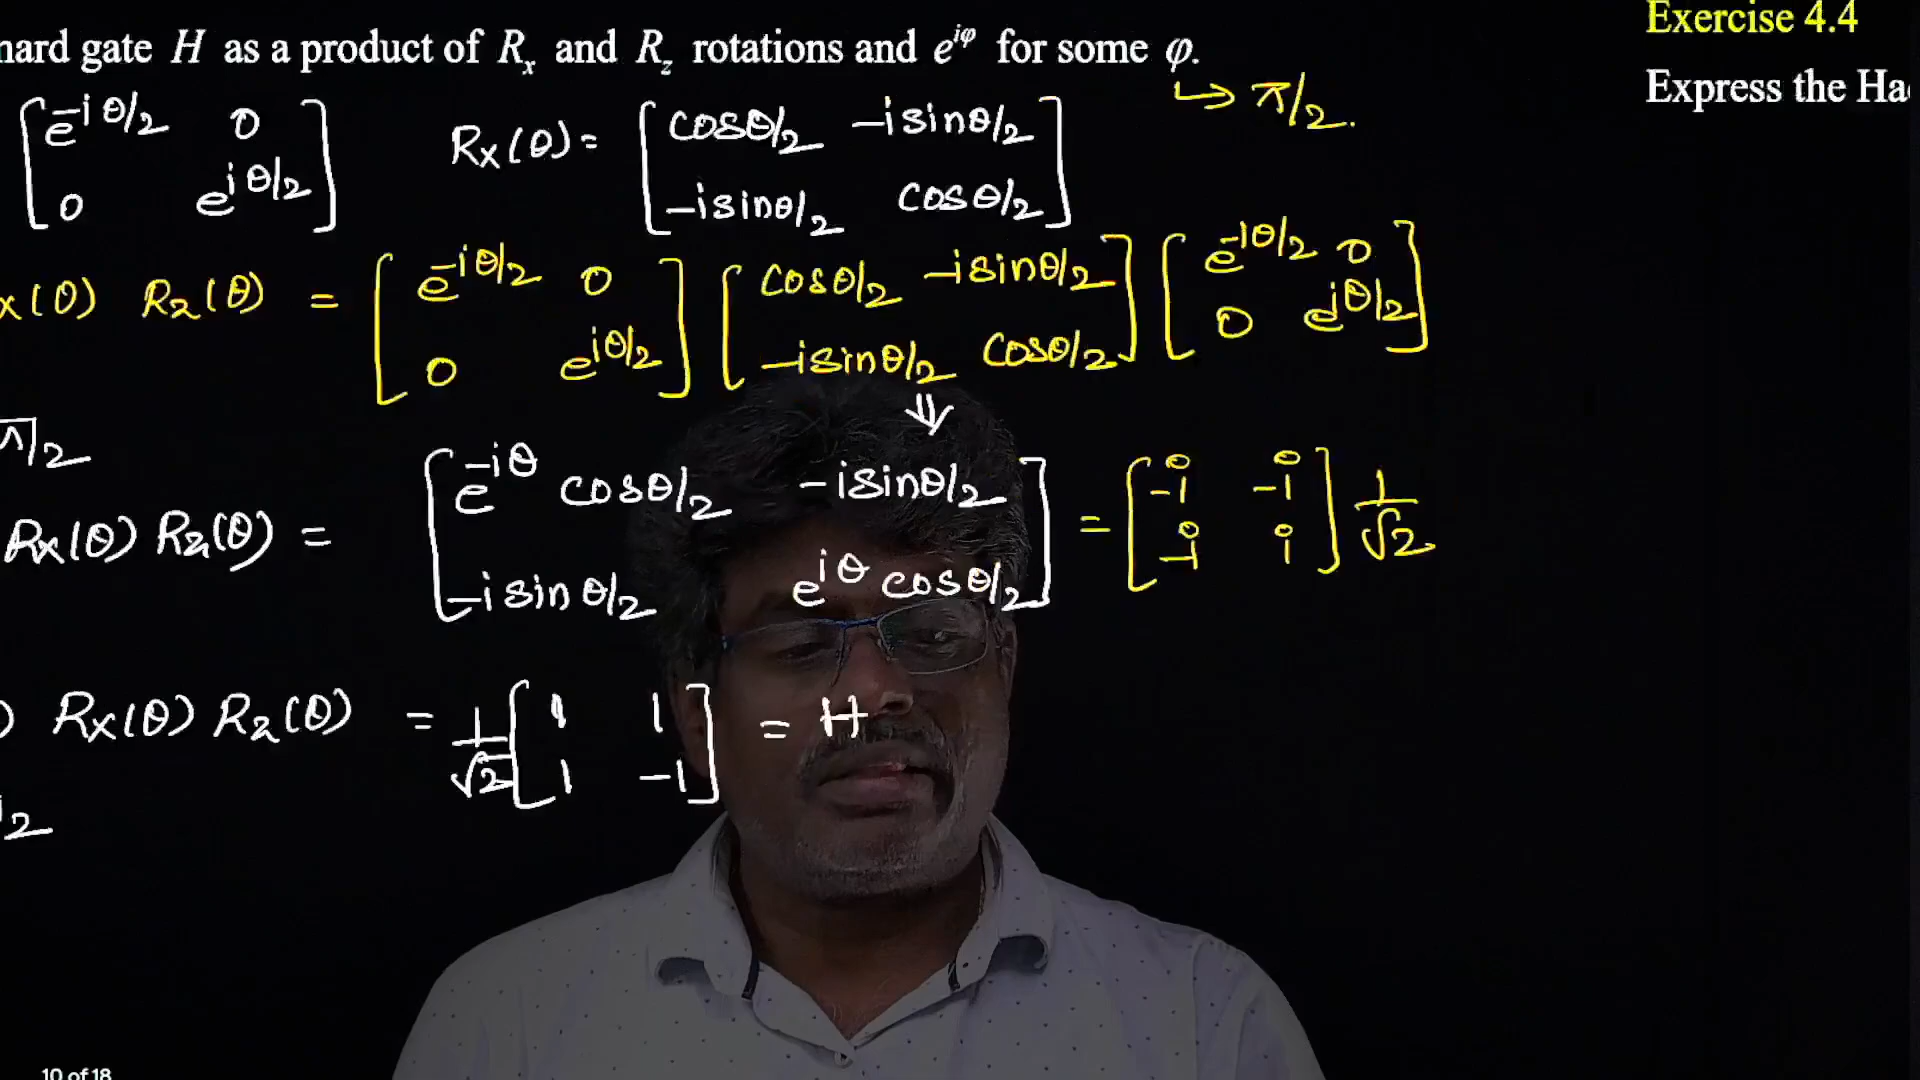 Exercise 4.4
Express the Ha
nard gate H as a product of Rx and Rz rotations and e^iφ for some φ.
↳ π/2.
[e^-iθ/2 0
0 e^iθ/2]
Rx(θ) = [cosθ/2 -isinθ/2
-isinθ/2 cosθ/2]
x(θ) Rz(θ) = [e^-iθ/2 0
0 e^iθ/2] [cosθ/2 -isinθ/2
-isinθ/2 cosθ/2] [e^-iθ/2 0
0 e^iθ/2]
⇓
π/2
Rx(θ) Rz(θ) = [e^-iθ cosθ/2 -isinθ/2
-isinθ/2 e^iθ cosθ/2] = [-i -i
-i i] 1/√2
) Rx(θ) Rz(θ) = 1/√2 [1 1
1 -1] = H
2
10 of 18